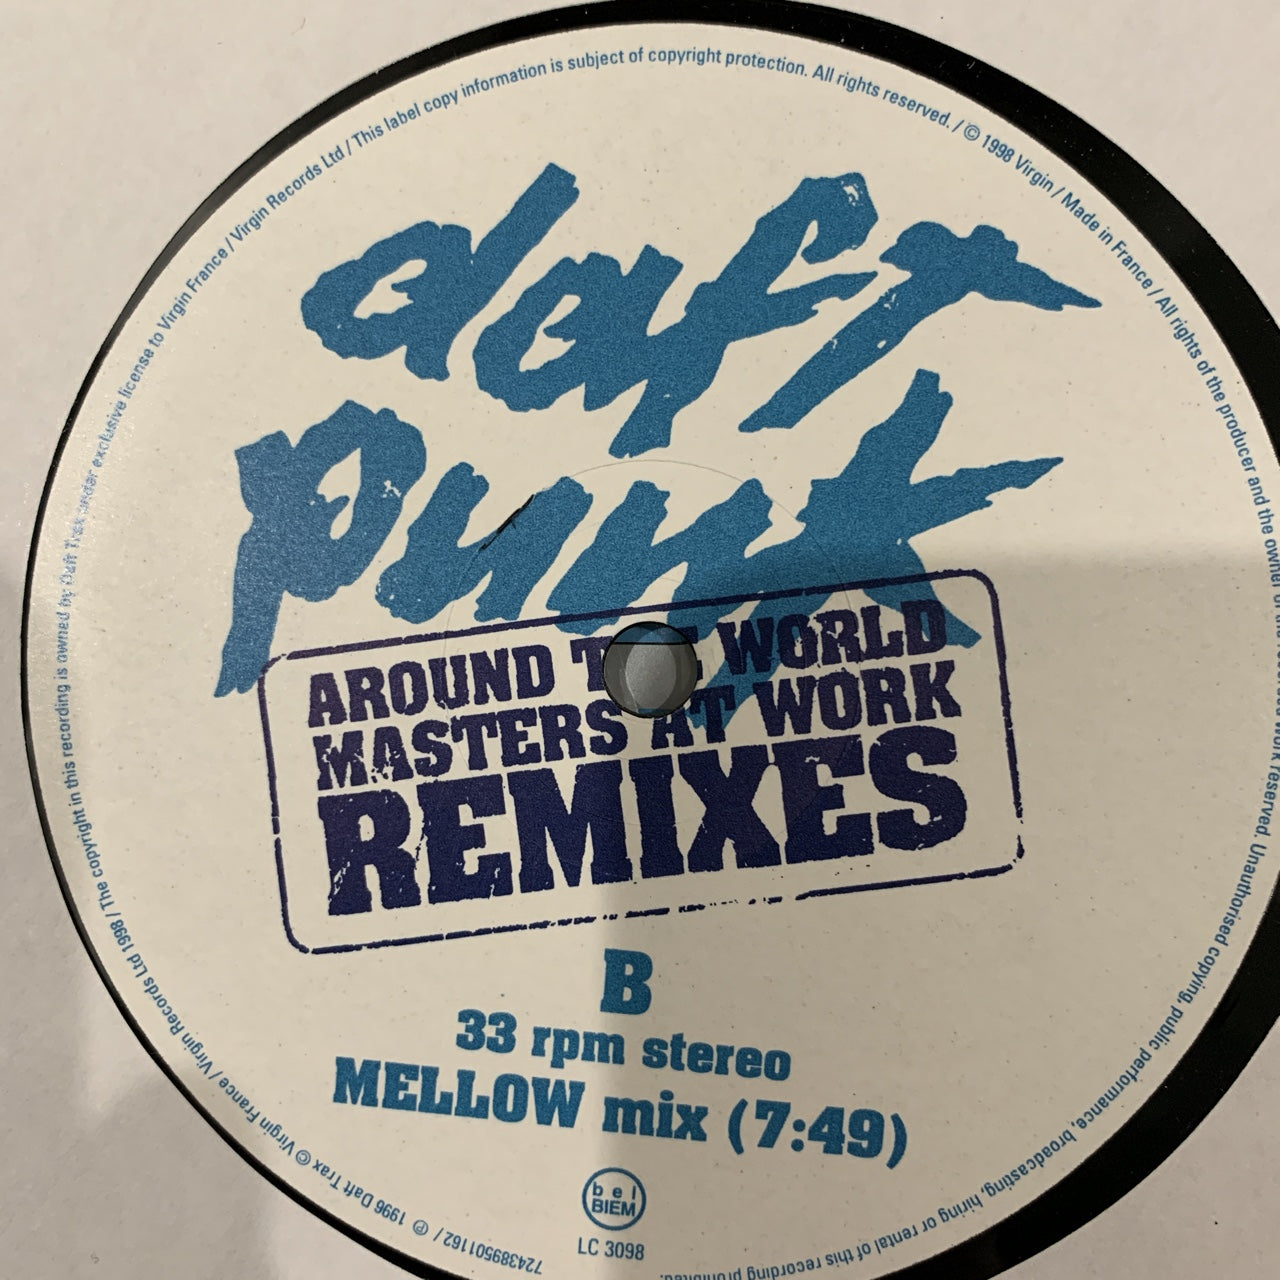 daft
punk
AROUND THE WORLD
MASTERS AT WORK
REMIXES
B
33 rpm stereo
MELLOW mix (7:49)
bel
BIEM
LC 3098
724389501162 / ℗ 1996 Daft Trax © Virgin France / Virgin Records Ltd 1998 / The copyright in this recording is owned by Daft Trax under exclusive license to Virgin France / Virgin Records Ltd / This label copy information is subject of copyright protection. All rights reserved. / © 1998 Virgin / Made in France / All rights of the producer and the owner work reserved. Unauthorised copying, public performance, broadcasting, hiring or rental of this recording prohibited.